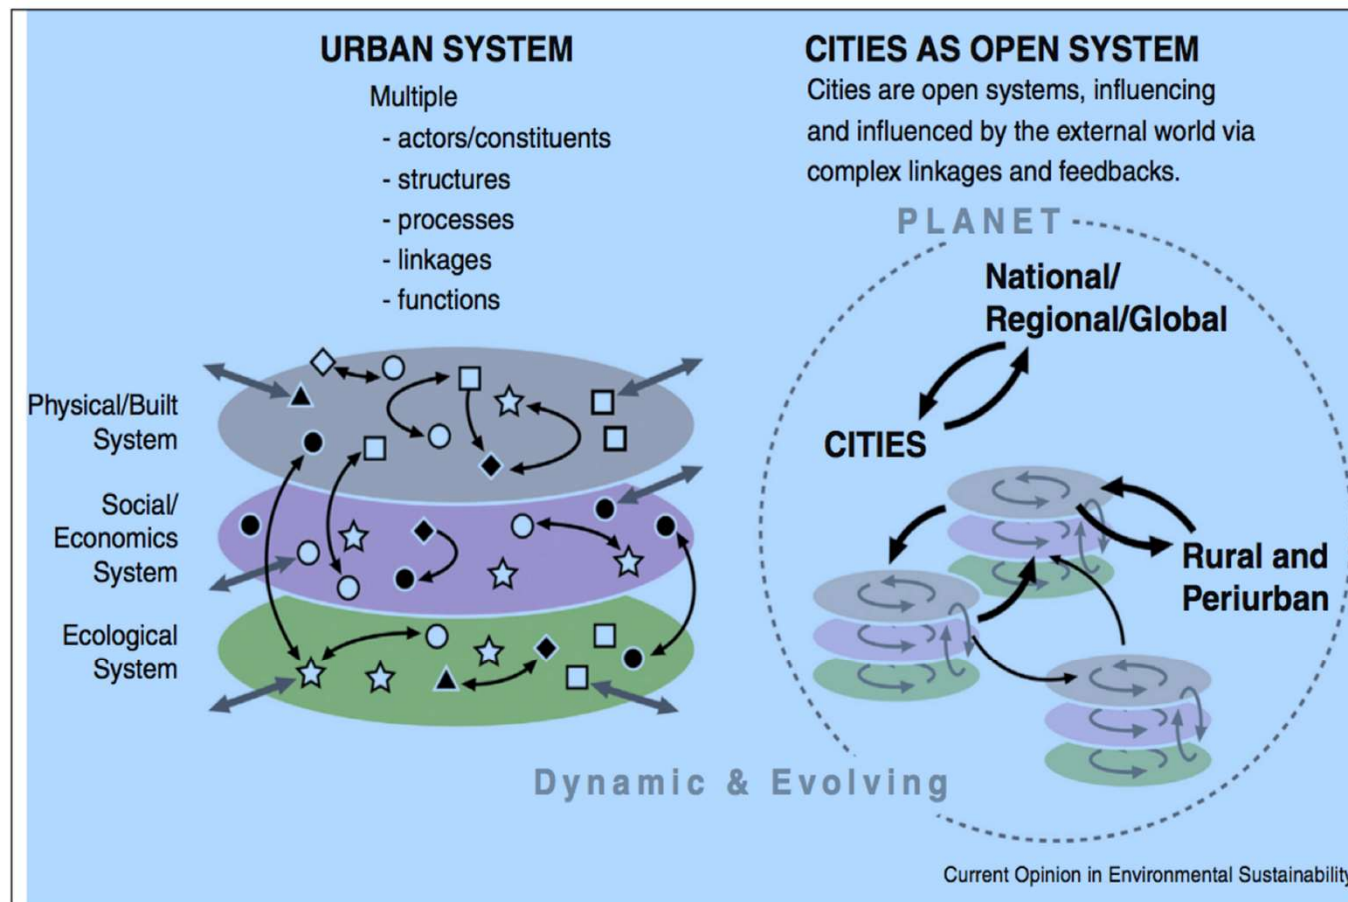 URBAN SYSTEM
Multiple
- actors/constituents
- structures
- processes
- linkages
- functions
Physical/Built
System
Social/
Economics
System
Ecological
System
CITIES AS OPEN SYSTEM
Cities are open systems, influencing
and influenced by the external world via
complex linkages and feedbacks.
PLANET
National/
Regional/Global
CITIES
Rural and
Periurban
Dynamic & Evolving
Current Opinion in Environmental Sustainability